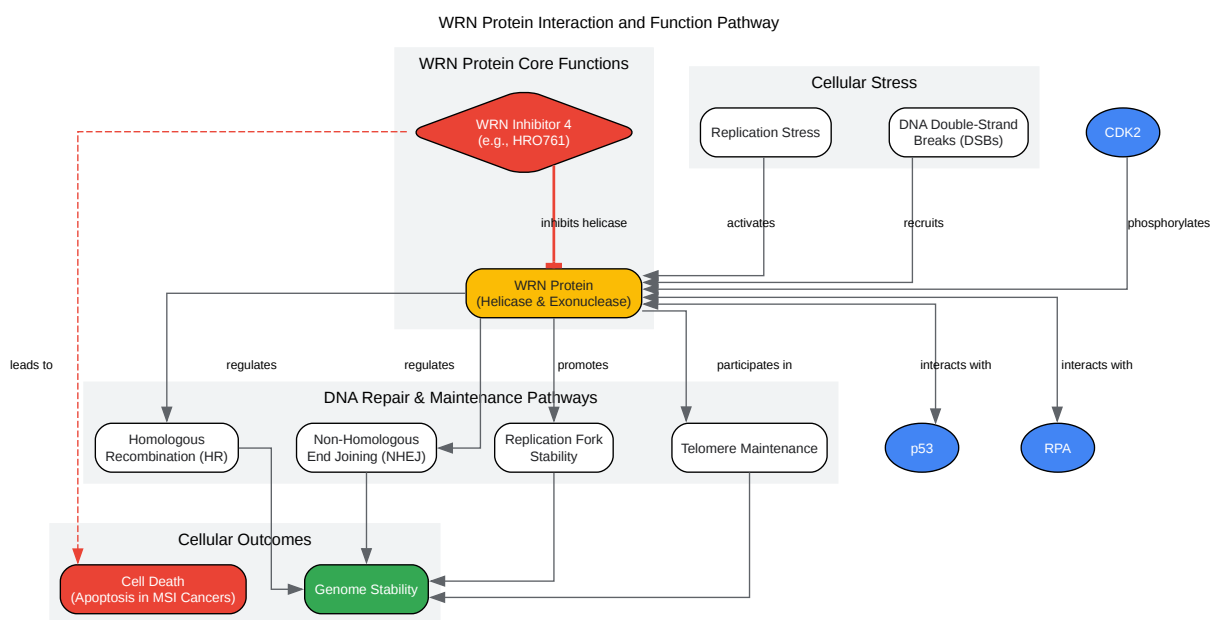 WRN Protein Interaction and Function Pathway
WRN Protein Core Functions
Cellular Stress
WRN Inhibitor 4
(e.g., HRO761)
Replication Stress
DNA Double-Strand
Breaks (DSBs)
CDK2
inhibits helicase
activates
recruits
phosphorylates
WRN Protein
(Helicase & Exonuclease)
leads to
regulates
regulates
promotes
participates in
interacts with
interacts with
DNA Repair & Maintenance Pathways
Homologous
Recombination (HR)
Non-Homologous
End Joining (NHEJ)
Replication Fork
Stability
Telomere Maintenance
p53
RPA
Cellular Outcomes
Cell Death
(Apoptosis in MSI Cancers)
Genome Stability